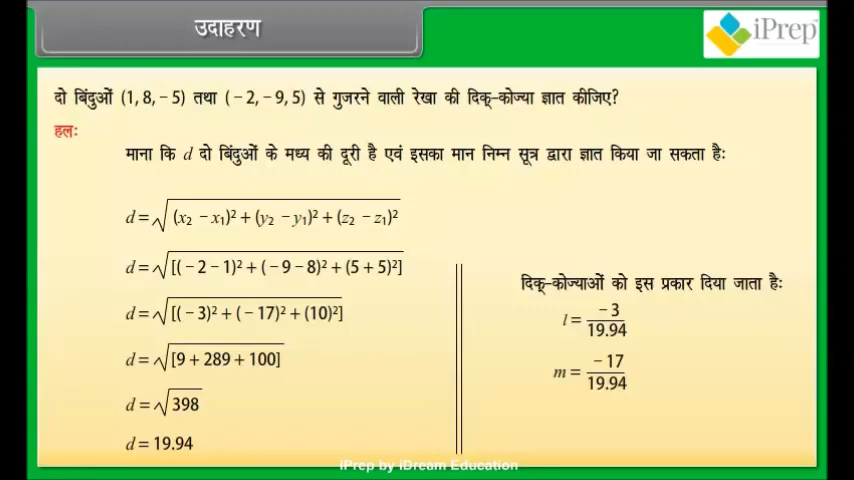 उदाहरण
iPrep
दो बिंदुओं (1, 8, – 5) तथा (– 2, – 9, 5) से गुजरने वाली रेखा की दिक्-कोज्या ज्ञात कीजिए?
हलः
माना कि d दो बिंदुओं के मध्य की दूरी है एवं इसका मान निम्न सूत्र द्वारा ज्ञात किया जा सकता हैः
d = √(x₂ – x₁)² + (y₂ – y₁)² + (z₂ – z₁)²
d = √[(– 2 – 1)² + (– 9 – 8)² + (5 + 5)²]
d = √[(– 3)² + (– 17)² + (10)²]
d = √[9 + 289 + 100]
d = √398
d = 19.94
दिक्-कोज्याओं को इस प्रकार दिया जाता हैः
l = –3/19.94
m = –17/19.94
iPrep by iDream Education